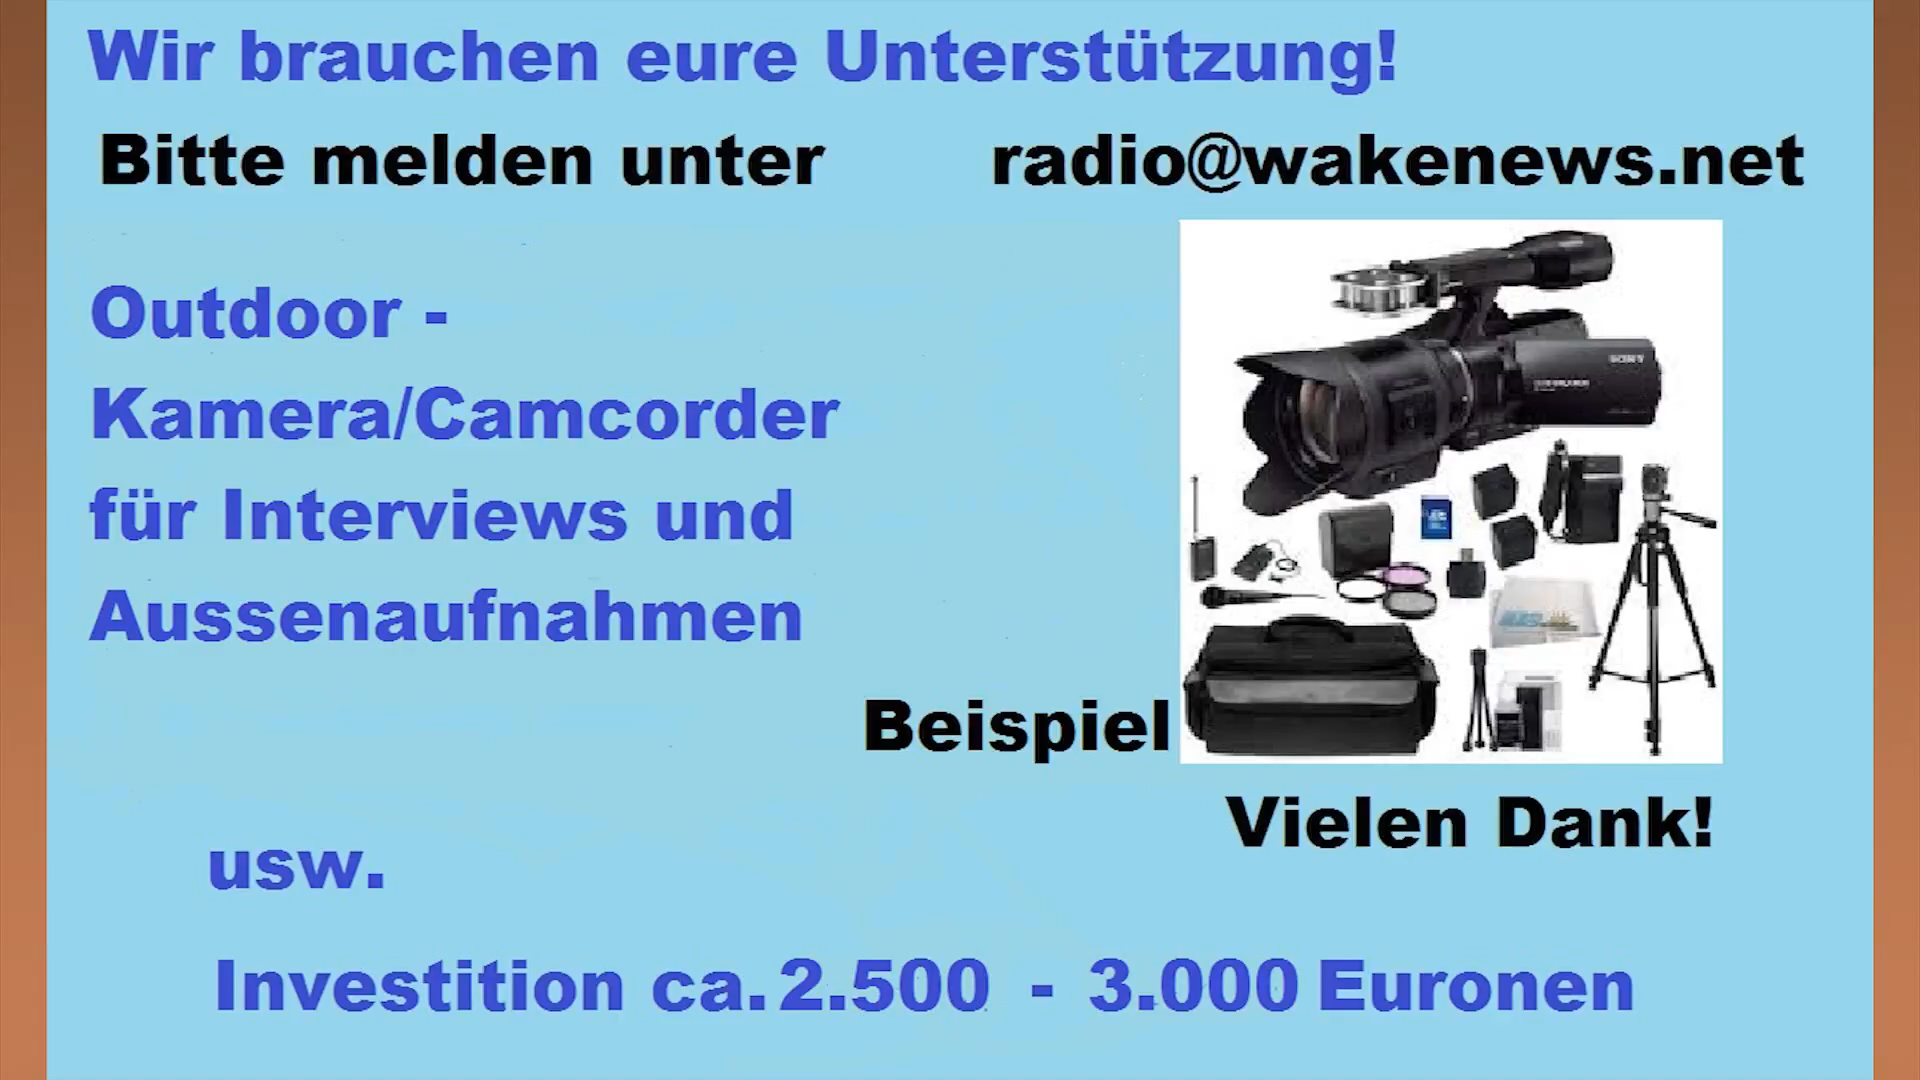 Wir brauchen eure Unterstützung!
Bitte melden unter radio@wakenews.net
Outdoor -
Kamera/Camcorder
für Interviews und
Aussenaufnahmen
SONY
Beispiel
Vielen Dank!
usw.
Investition ca. 2.500 - 3.000 Euronen